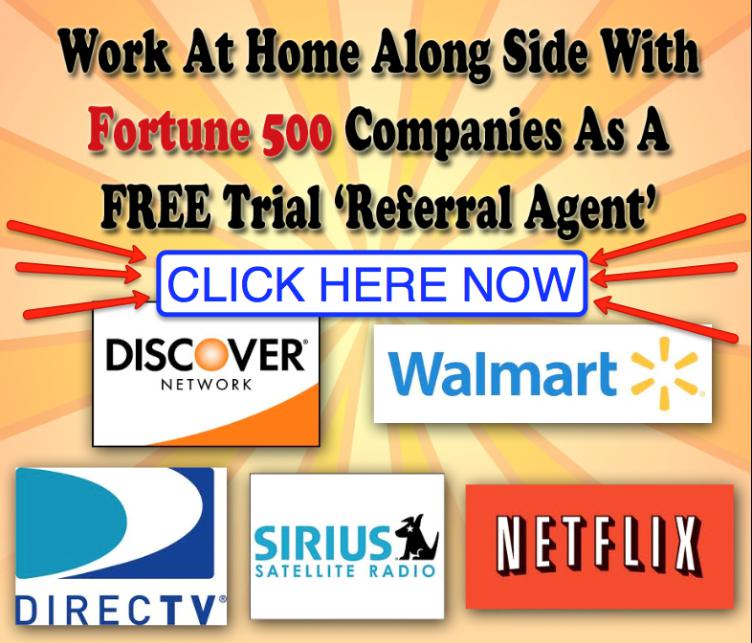 Work At Home Along Side With
Fortune 500 Companies As A
FREE Trial ‘Referral Agent’
CLICK HERE NOW
DISCOVER®
NETWORK
Walmart
DIRECTV®
SIRIUS
SATELLITE RADIO
NETFLIX